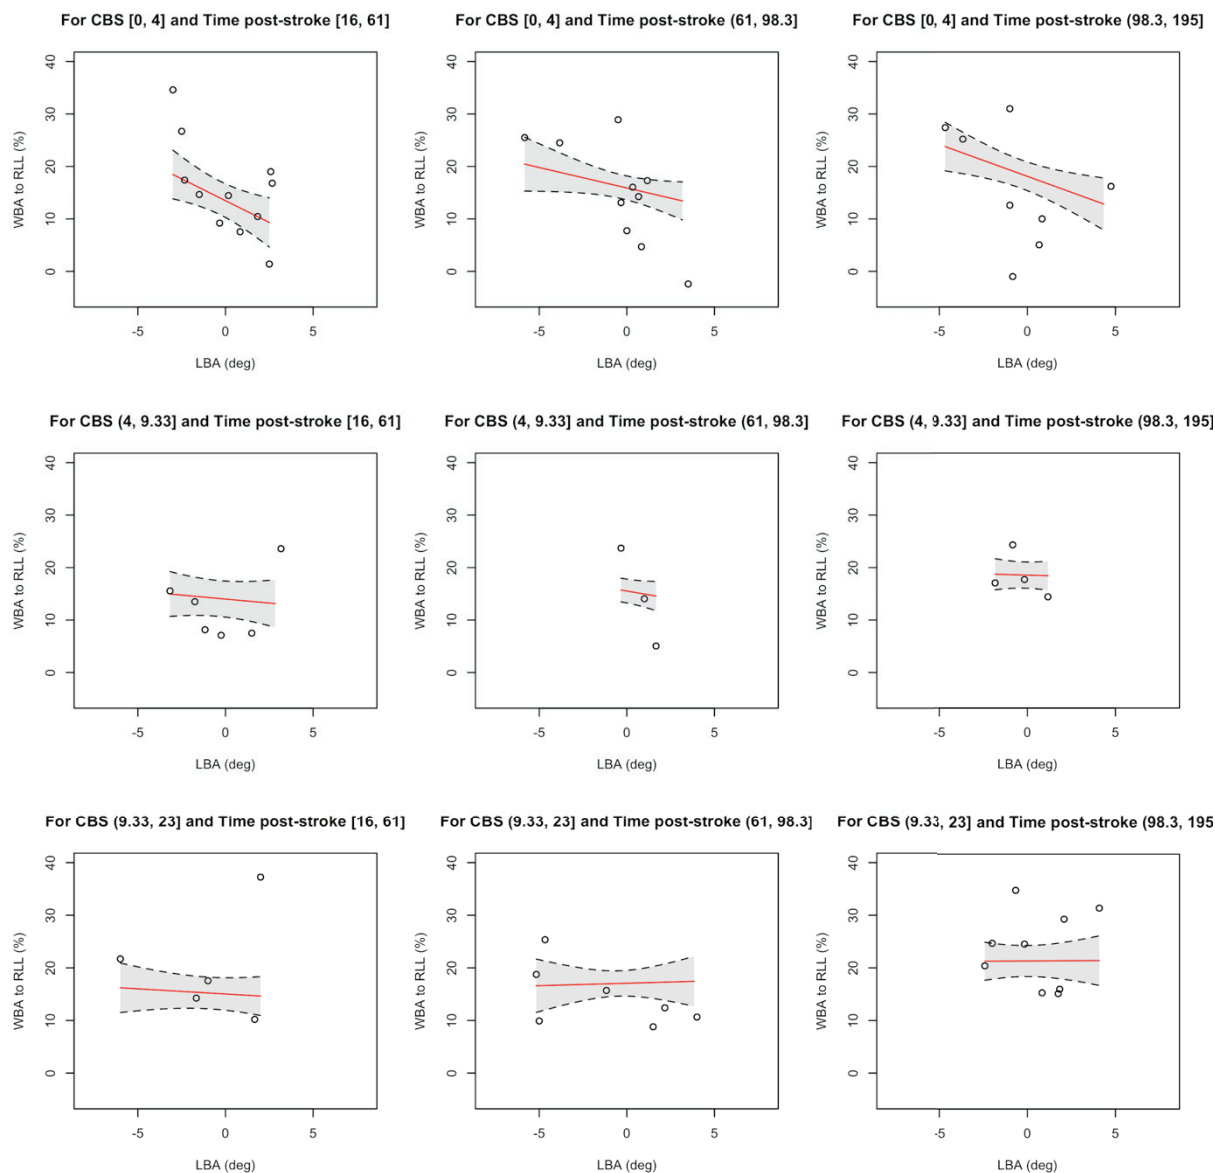 For CBS [0, 4] and Time post-stroke [16, 61]
40
30
20
10
0
WBA to RLL (%)
-5 0 5
LBA (deg)
For CBS [0, 4] and Time post-stroke (61, 98.3]
40
30
20
10
0
WBA to RLL (%)
-5 0 5
LBA (deg)
For CBS [0, 4] and Time post-stroke (98.3, 195]
40
30
20
10
0
WBA to RLL (%)
-5 0 5
LBA (deg)
For CBS (4, 9.33] and Time post-stroke [16, 61]
40
30
20
10
0
WBA to RLL (%)
-5 0 5
LBA (deg)
For CBS (4, 9.33] and Time post-stroke (61, 98.3]
40
30
20
10
0
WBA to RLL (%)
-5 0 5
LBA (deg)
For CBS (4, 9.33] and Time post-stroke (98.3, 195]
40
30
20
10
0
WBA to RLL (%)
-5 0 5
LBA (deg)
For CBS (9.33, 23] and Time post-stroke [16, 61]
40
30
20
10
0
WBA to RLL (%)
-5 0 5
LBA (deg)
For CBS (9.33, 23] and Time post-stroke (61, 98.3]
40
30
20
10
0
WBA to RLL (%)
-5 0 5
LBA (deg)
For CBS (9.33, 23] and Time post-stroke (98.3, 195
40
30
20
10
0
WBA to RLL (%)
-5 0 5
LBA (deg)